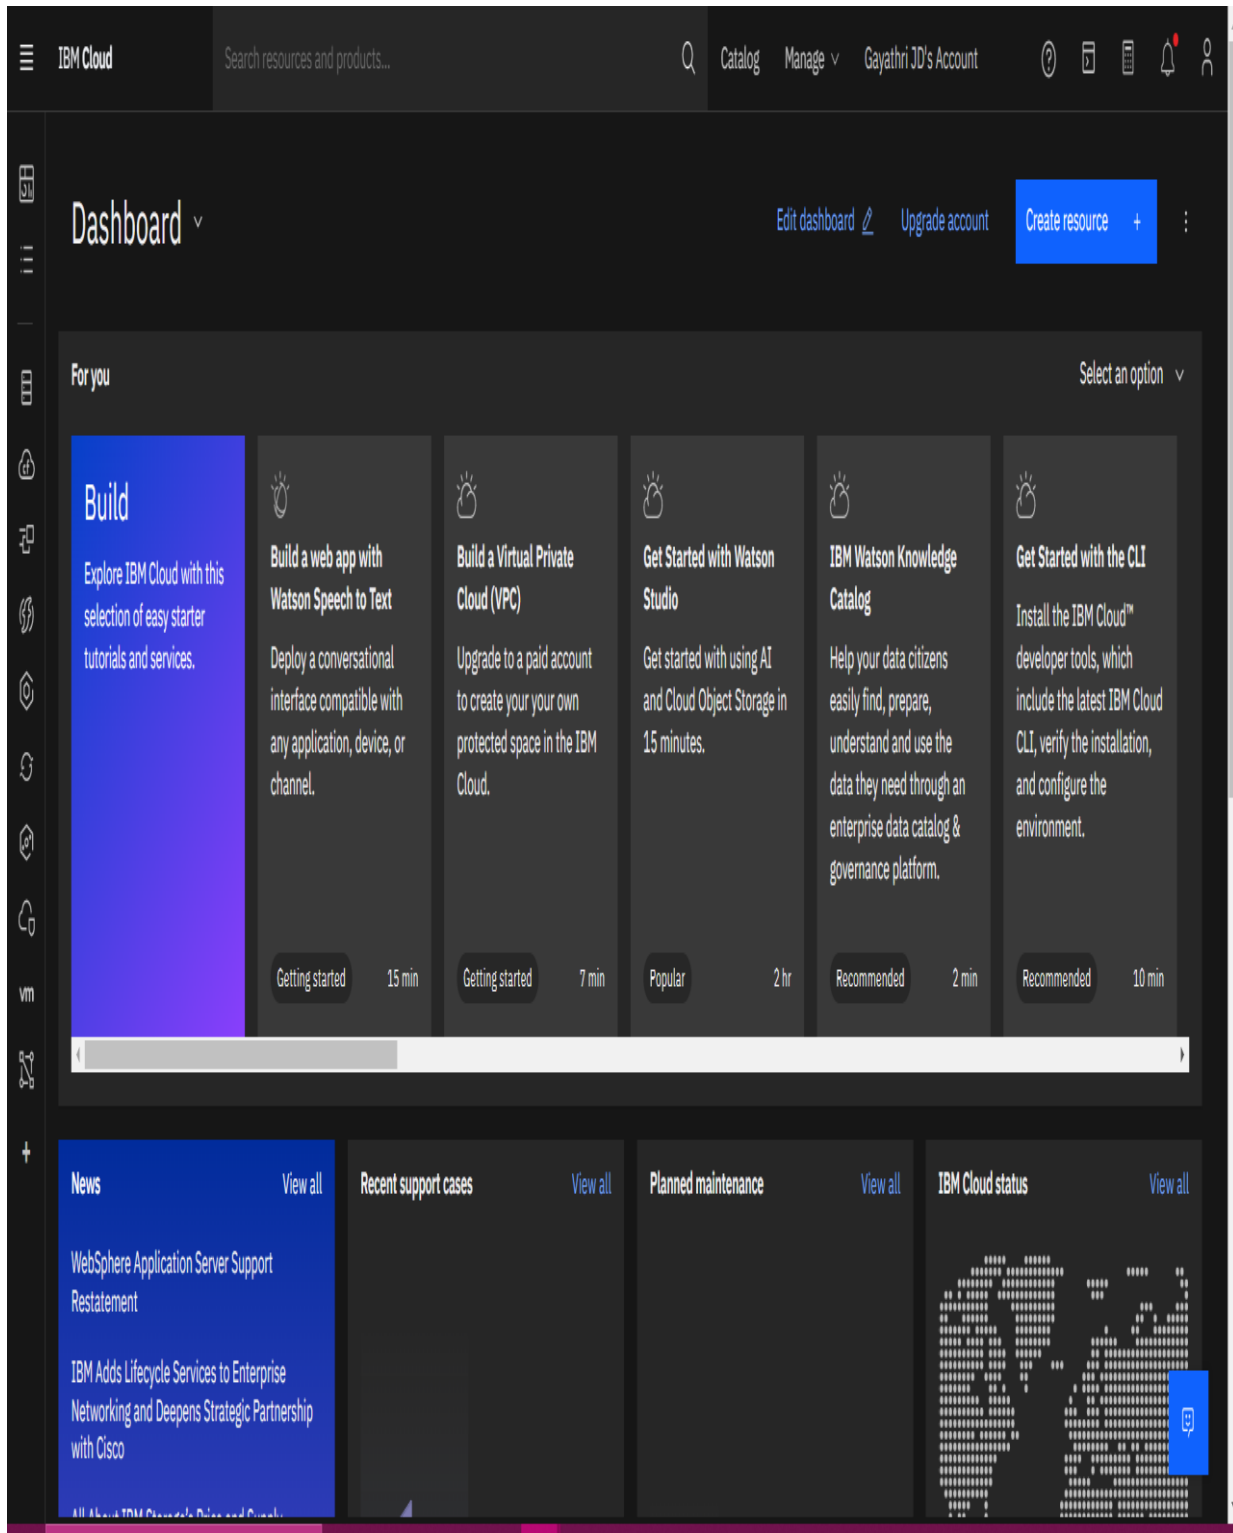 IBM Cloud
Search resources and products...
Catalog
Manage
Gayathri JD's Account
Dashboard
Edit dashboard
Upgrade account
Create resource +
For you
Select an option
Build
Explore IBM Cloud with this
selection of easy starter
tutorials and services.
Build a web app with
Watson Speech to Text
Deploy a conversational
interface compatible with
any application, device, or
channel.
Getting started
15 min
Build a Virtual Private
Cloud (VPC)
Upgrade to a paid account
to create your your own
protected space in the IBM
Cloud.
Getting started
7 min
Get Started with Watson
Studio
Get started with using AI
and Cloud Object Storage in
15 minutes.
Popular
2 hr
IBM Watson Knowledge
Catalog
Help your data citizens
easily find, prepare,
understand and use the
data they need through an
enterprise data catalog &
governance platform.
Recommended
2 min
Get Started with the CLI
Install the IBM Cloud™
developer tools, which
include the latest IBM Cloud
CLI, verify the installation,
and configure the
environment.
Recommended
10 min
vm
News
View all
WebSphere Application Server Support
Restatement
IBM Adds Lifecycle Services to Enterprise
Networking and Deepens Strategic Partnership
with Cisco
All About IBM Storage's Price and Supply
Recent support cases
View all
Planned maintenance
View all
IBM Cloud status
View all